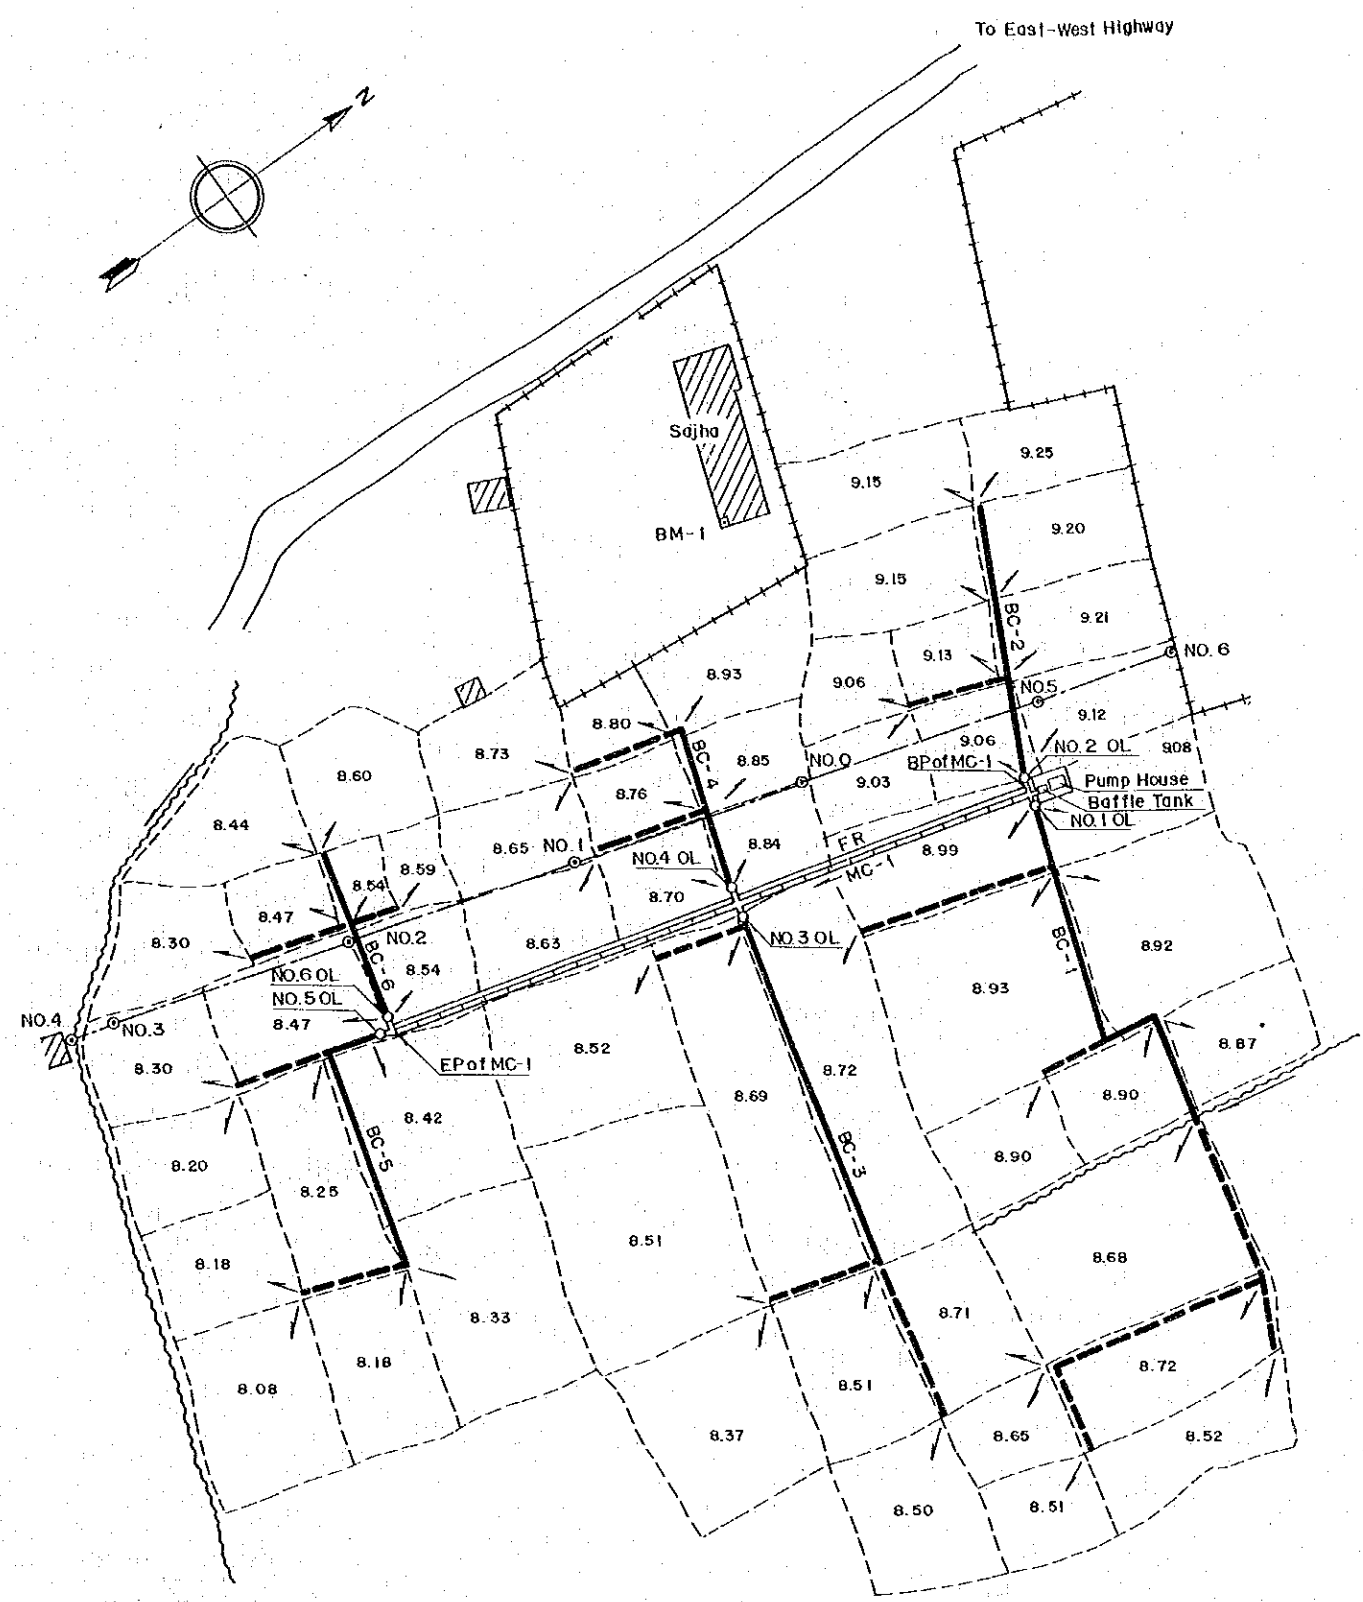 To East-West Highway
N
Sajha
BM-1
9.25
9.15
9.20
9.15
9.21
BC-2
9.13
NO.6
8.93
9.06
NO.5
8.80
9.12
8.73
BC-4
9.06
NO.2 OL
9.08
8.60
8.85
NO.0
BPofMC-1
9.03
Pump House
8.76
Baffle Tank
8.44
NO.1 OL
8.65
NO.1
8.84
FR
8.99
NO.4 OL
MC-1
8.59
8.54
8.70
8.47
8.30
NO.2
8.63
NO.3 OL
BC-1
8.92
BC-6
8.54
NO.6 OL
8.93
NO.5 OL
NO.4
NO.3
8.47
8.52
8.87
8.30
EPofMC-1
8.72
8.69
8.90
8.42
BC-5
BC-3
8.90
8.20
8.25
8.51
8.68
8.18
8.33
8.71
8.18
8.72
8.08
8.51
8.37
8.65
8.52
8.50
8.51